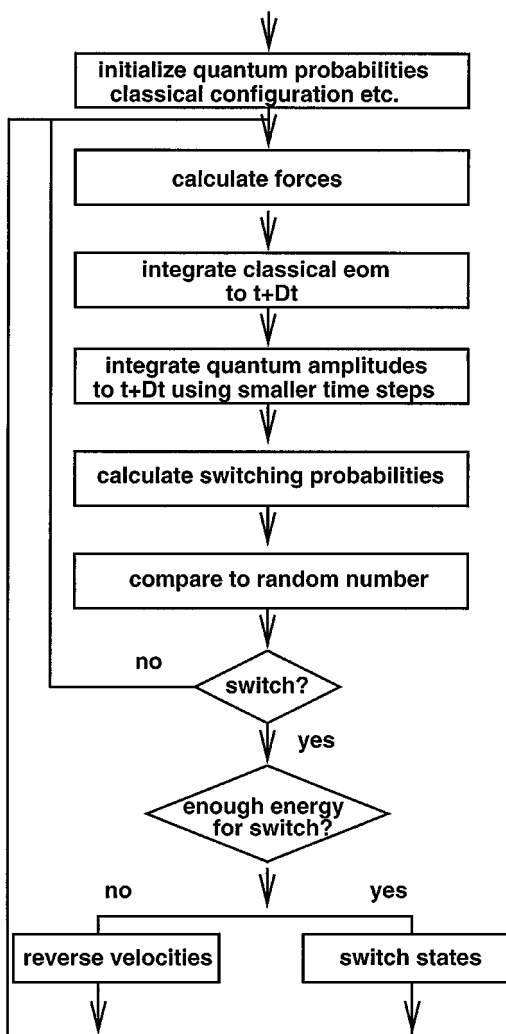 initialize quantum probabilities
classical configuration etc.
calculate forces
integrate classical eom
to t+Dt
integrate quantum amplitudes
to t+Dt using smaller time steps
calculate switching probabilities
compare to random number
no
switch?
yes
enough energy
for switch?
no
yes
reverse velocities
switch states